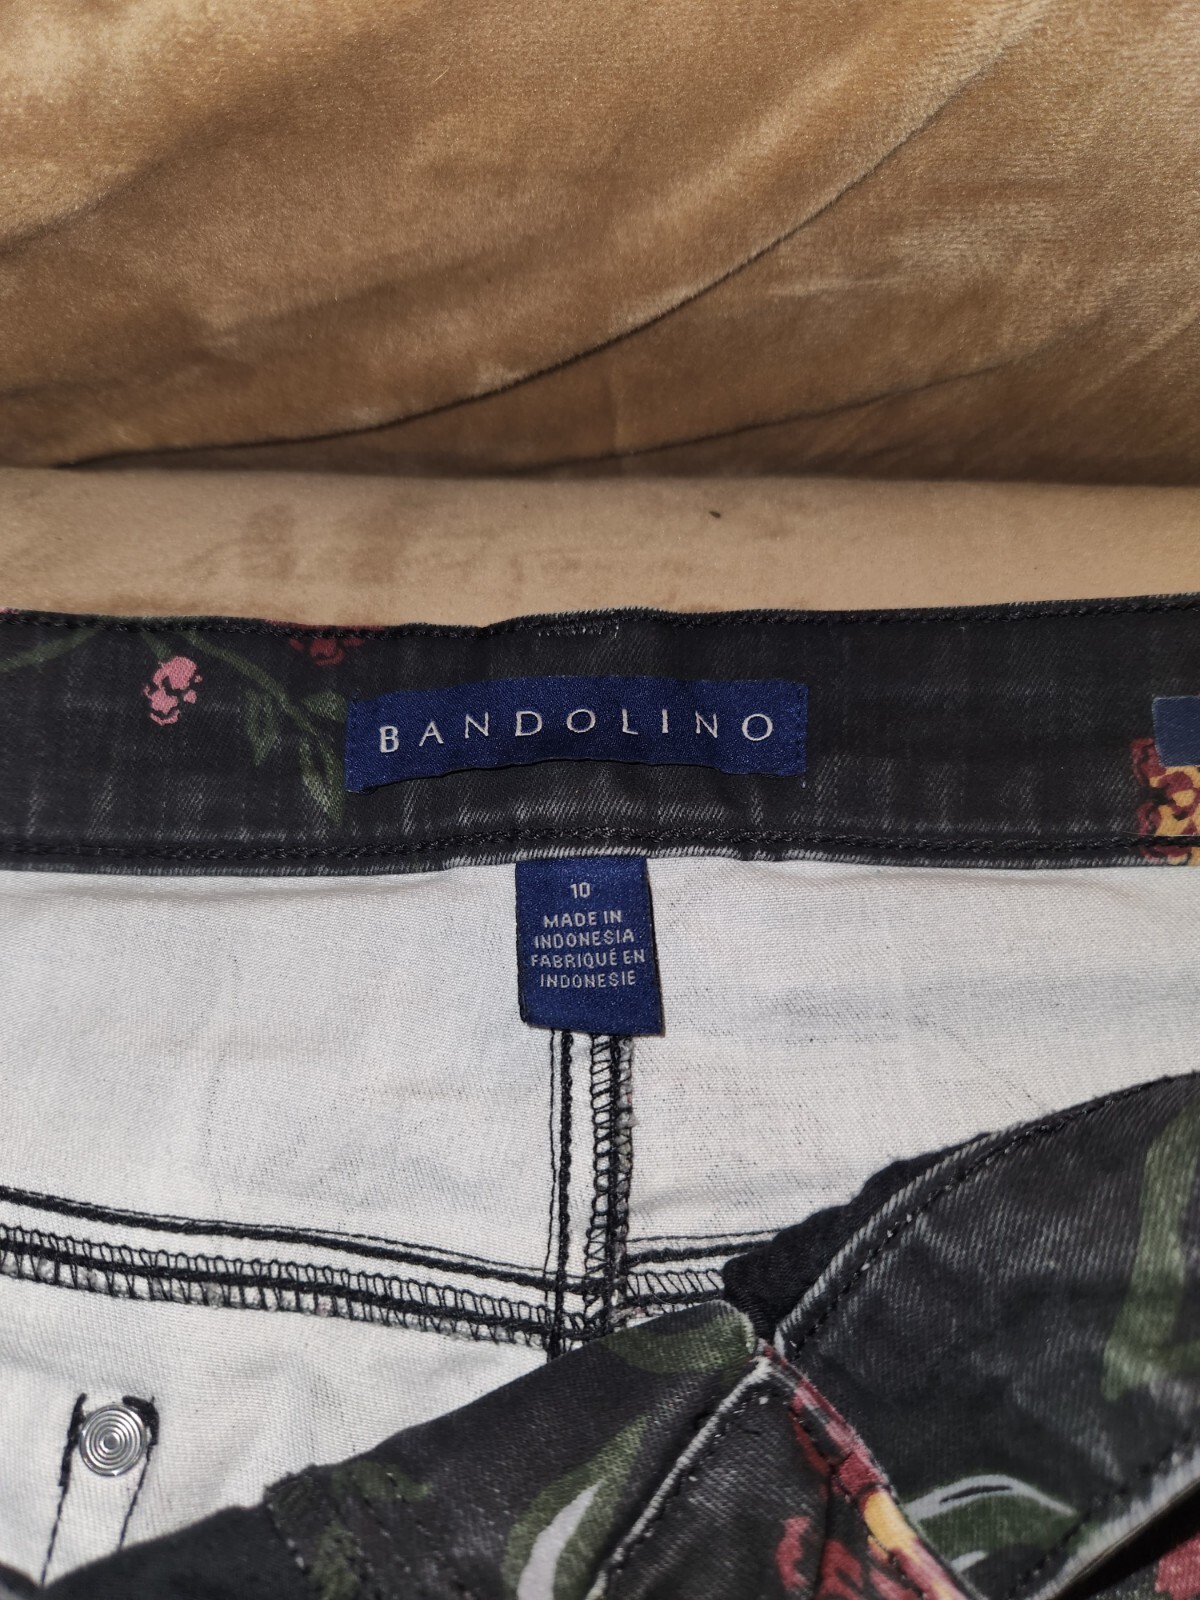 BANDOLINO
10
MADE IN
INDONESIA
FABRIQUÉ EN
INDONESIE